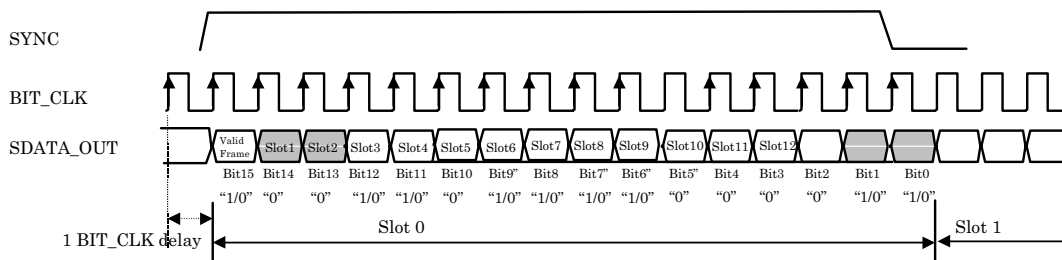 SYNC
BIT_CLK
SDATA_OUT
Valid Frame Slot1 Slot2 Slot3 Slot4 Slot5 Slot6 Slot7 Slot8 Slot9 Slot10 Slot11 Slot12
Bit15 Bit14 Bit13 Bit12 Bit11 Bit10 Bit9” Bit8 Bit7” Bit6” Bit5” Bit4 Bit3 Bit2 Bit1 Bit0
“1/0” “0” “0” “1/0” “1/0” “0” “1/0” “1/0” “1/0” “1/0” “0” “0” “0” “0” “1/0” “1/0”
1 BIT_CLK delay Slot 0 Slot 1